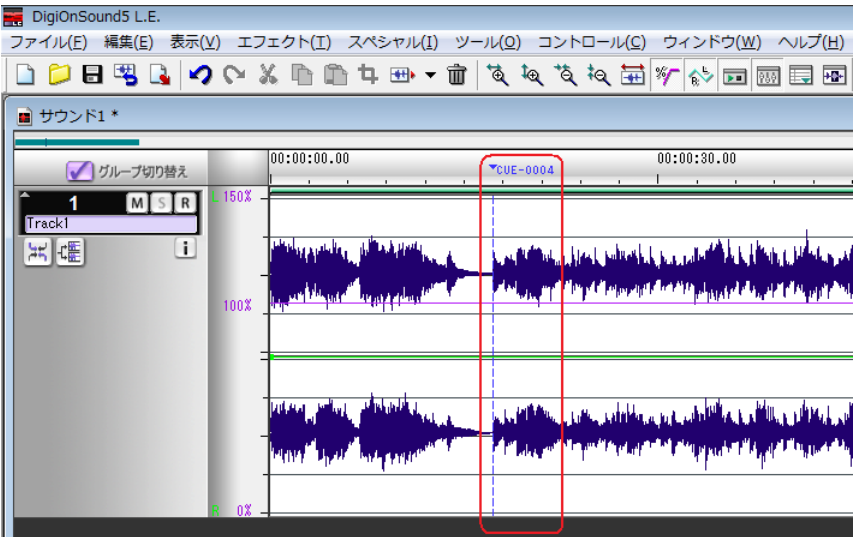 DigiOnSound5 L.E.
ファイル(F) 編集(E) 表示(V) エフェクト(T) スペシャル(I) ツール(O) コントロール(C) ウィンドウ(W) ヘルプ(H)
サウンド1 *
グループ切り替え
00:00:00.00
CUE-0004
00:00:30.00
1 M S R
Track1
i
L 150%
100%
R 0%